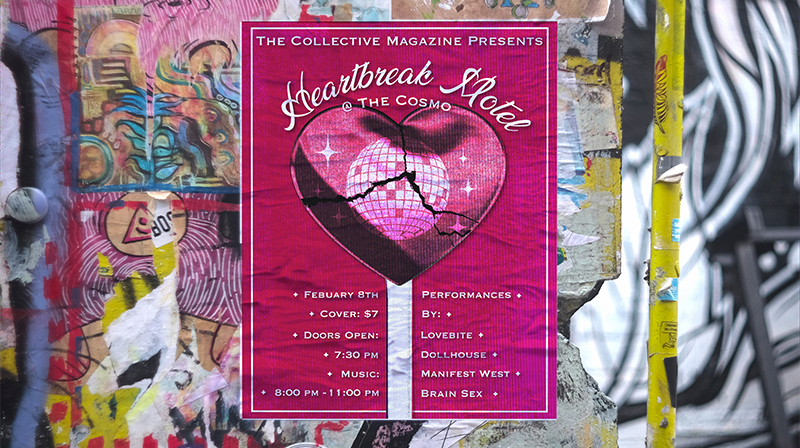 The Collective Magazine Presents
Heartbreak Motel
@ The Cosmo
✦ Febuary 8th
✦ Cover: $7
✦ Doors Open:
✦ 7:30 pm
✦ Music:
✦ 8:00 pm -11:00 pm
Performances ✦
By: ✦
Lovebite ✦
Dollhouse ✦
Manifest West ✦
Brain Sex ✦